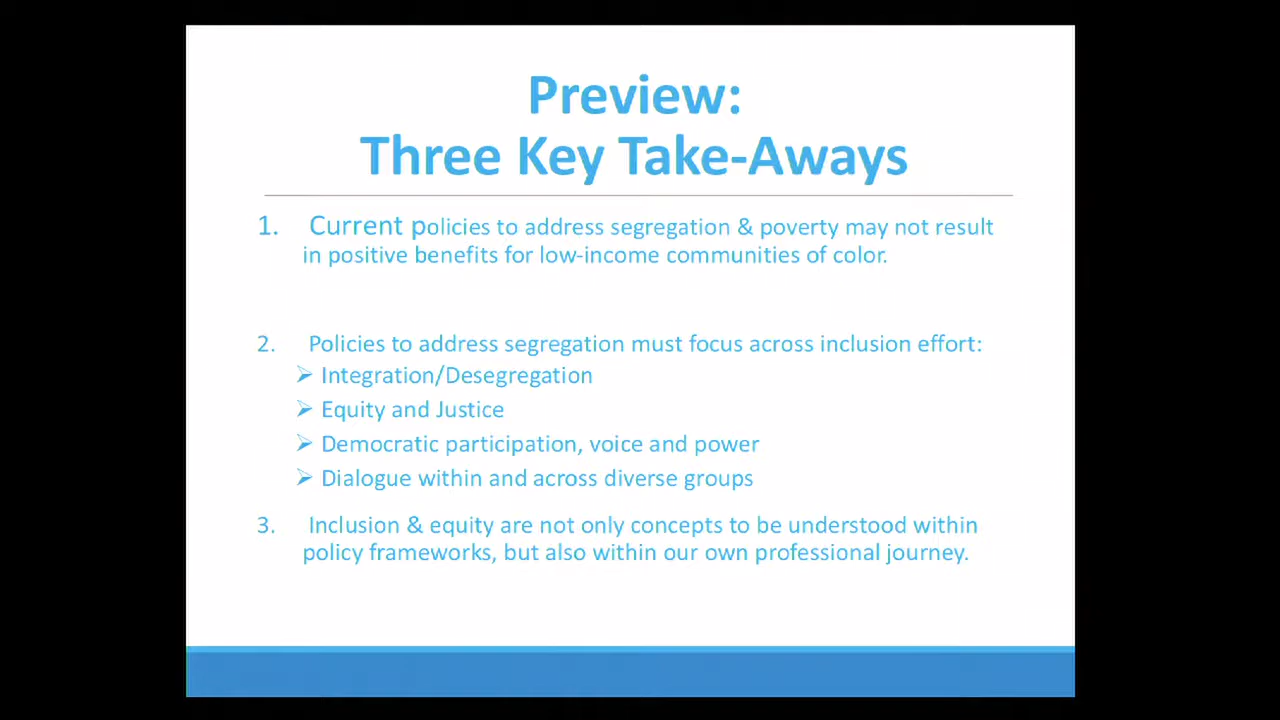 Preview:
Three Key Take-Aways
1. Current policies to address segregation & poverty may not result
in positive benefits for low-income communities of color.
2. Policies to address segregation must focus across inclusion effort:
➢ Integration/Desegregation
➢ Equity and Justice
➢ Democratic participation, voice and power
➢ Dialogue within and across diverse groups
3. Inclusion & equity are not only concepts to be understood within
policy frameworks, but also within our own professional journey.